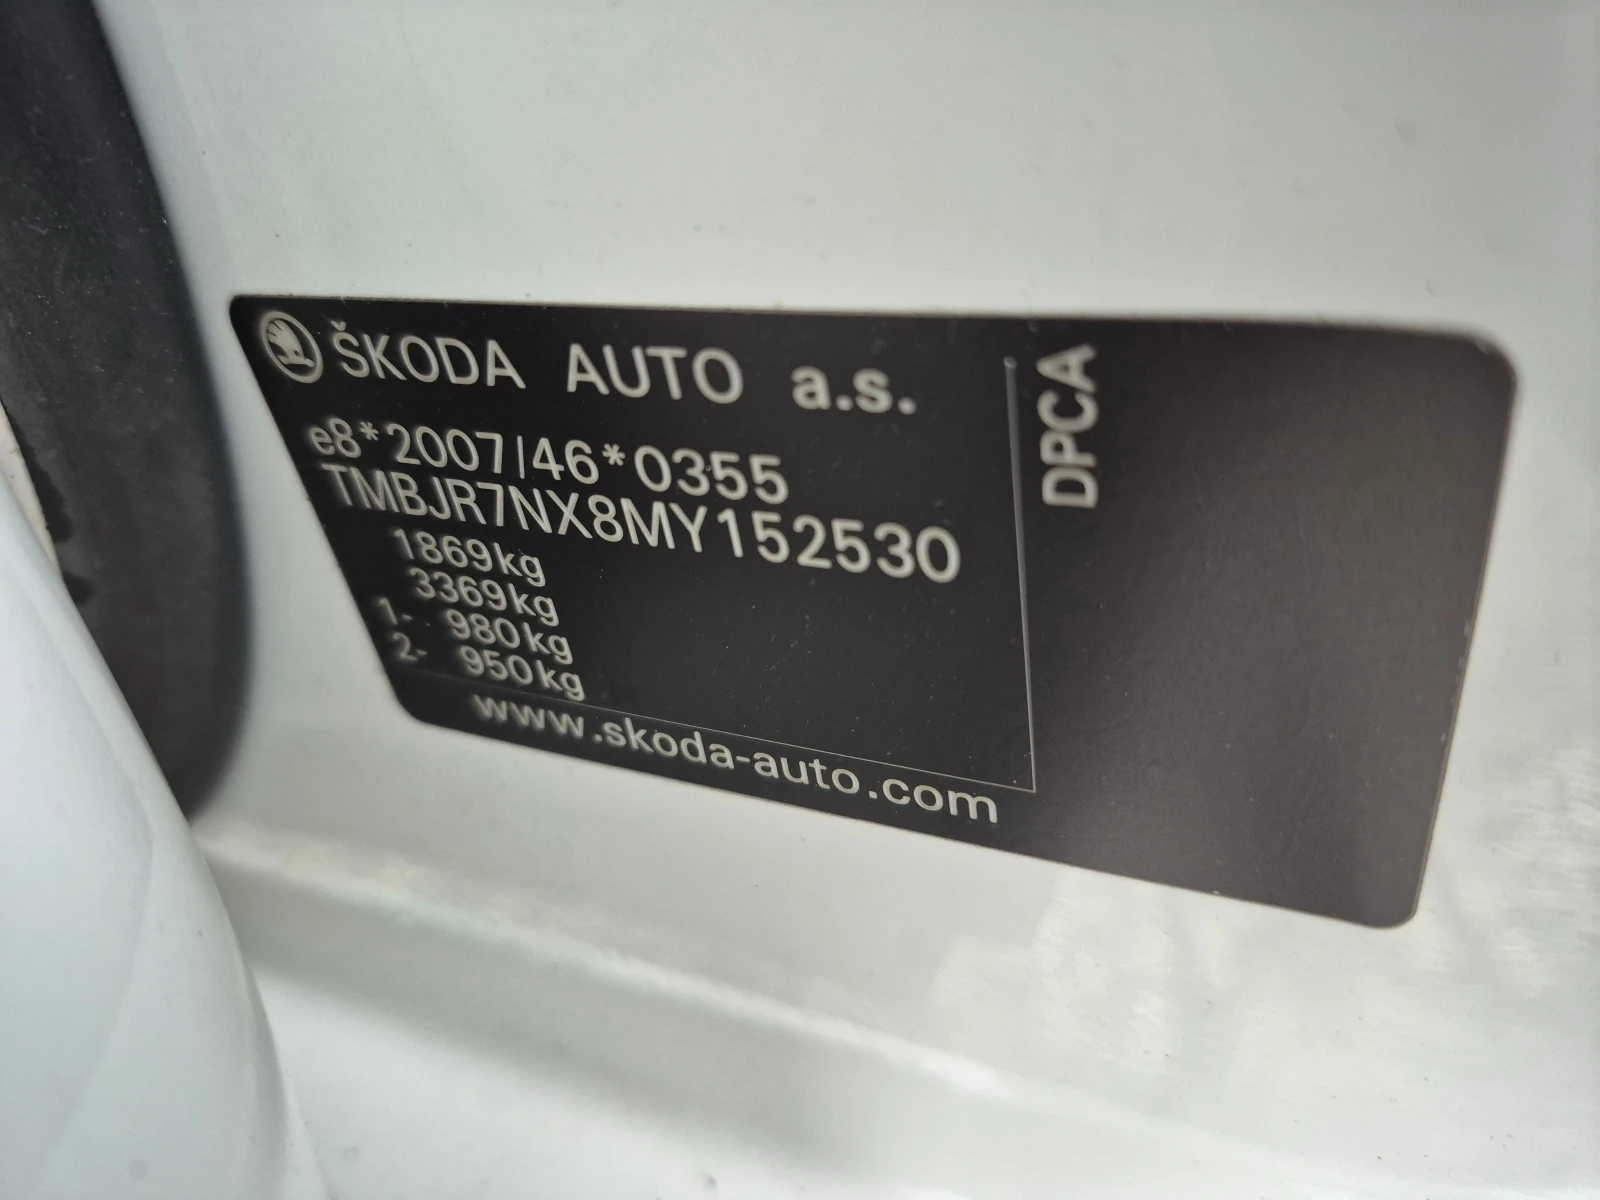 ŠKODA AUTO a.s.
e8*2007/46*0355
TMBJR7NX8MY152530
1869kg
3369kg
1- 980kg
2- 950kg
www.skoda-auto.com
DPCA